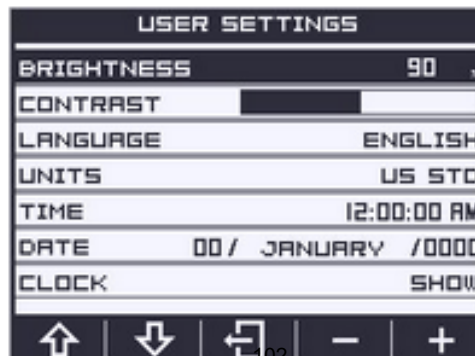 USER SETTINGS
BRIGHTNESS 90
CONTRAST
LANGUAGE ENGLISH
UNITS US STD
TIME 12:00:00 AM
DATE 00/ JANUARY /0000
CLOCK SHOW
102